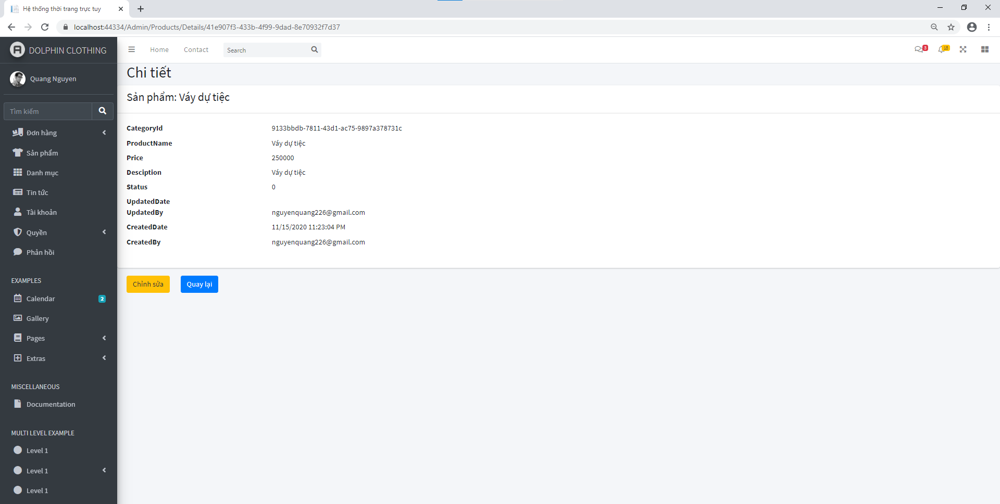 Hệ thống thời trang trực tuy
localhost:44334/Admin/Products/Details/41e907f3-433b-4f99-9dad-8e70932f7d37
DOLPHIN CLOTHING
Home Contact Search 3 15
Quang Nguyen
Tìm kiếm
Đơn hàng
Sản phẩm
Danh mục
Tin tức
Tài khoản
Quyền
Phản hồi
EXAMPLES
Calendar 2
Gallery
Pages
Extras
MISCELLANEOUS
Documentation
MULTI LEVEL EXAMPLE
Level 1
Level 1
Level 1
Chi tiết
Sản phẩm: Váy dự tiệc
CategoryId 9133bbdb-7811-43d1-ac75-9897a378731c
ProductName Váy dự tiệc
Price 250000
Desciption Váy dự tiệc
Status 0
UpdatedDate
UpdatedBy nguyenquang226@gmail.com
CreatedDate 11/15/2020 11:23:04 PM
CreatedBy nguyenquang226@gmail.com
Chỉnh sửa Quay lại